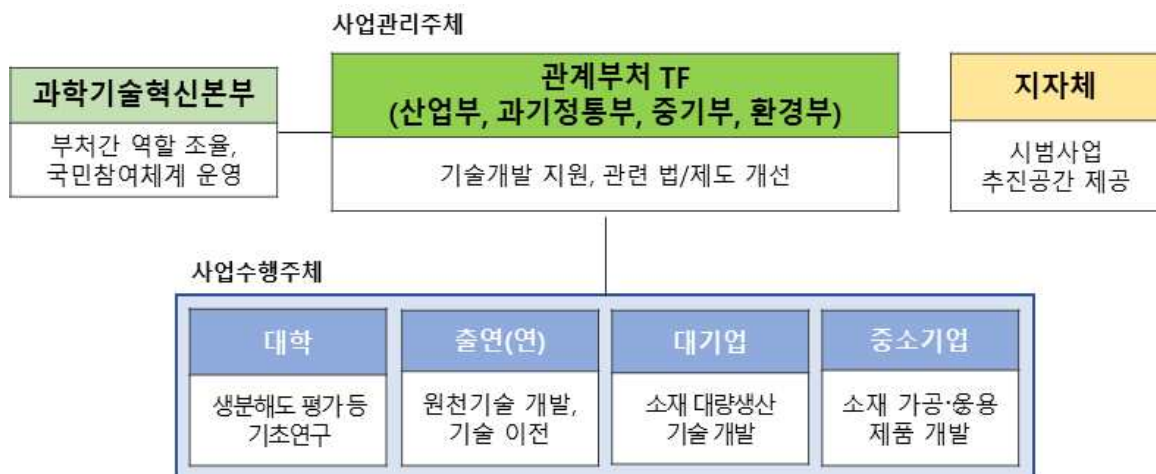 사업관리주체
과학기술혁신본부
부처간 역할 조율,
국민참여체계 운영
관계부처 TF
(산업부, 과기정통부, 중기부, 환경부)
기술개발 지원, 관련 법/제도 개선
지자체
시범사업
추진공간 제공
사업수행주체
대학
생분해도 평가 등
기초연구
출연(연)
원천기술 개발,
기술 이전
대기업
소재 대량생산
기술 개발
중소기업
소재 가공·응용
제품 개발